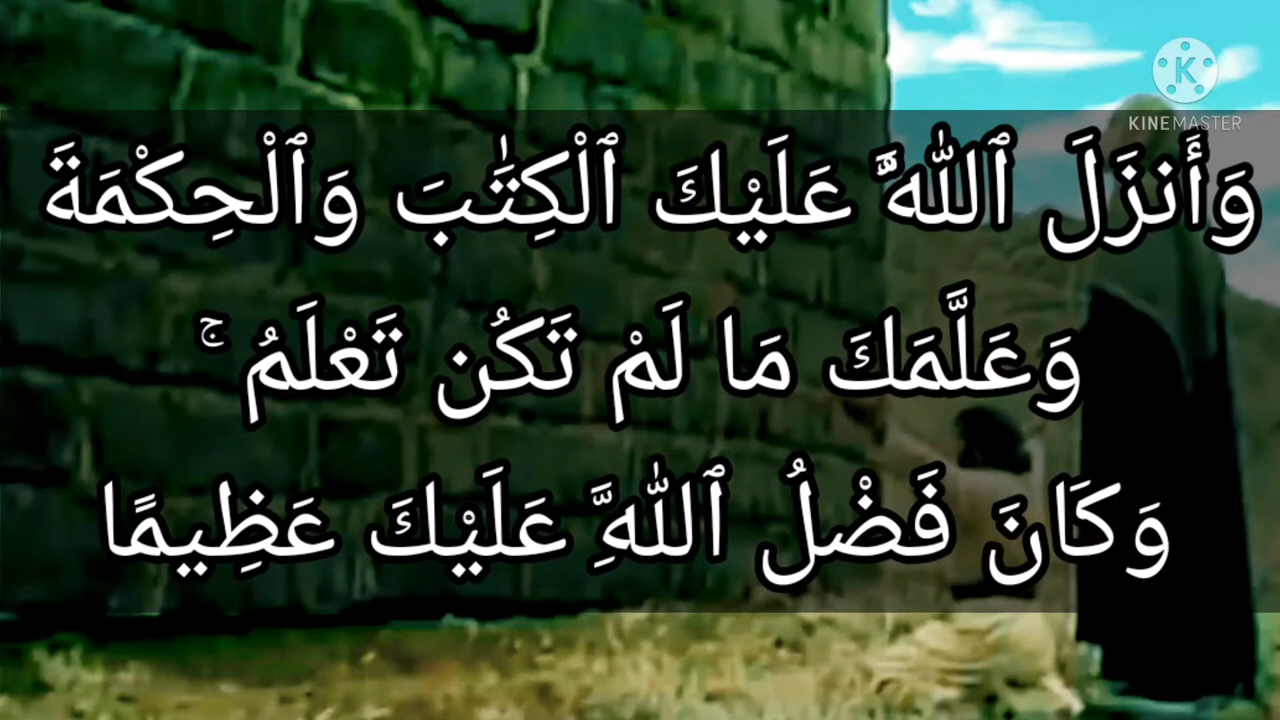 KINEMASTER
وَأَنزَلَ ٱللَّهُ عَلَيْكَ ٱلْكِتَٰبَ وَٱلْحِكْمَةَ
وَعَلَّمَكَ مَا لَمْ تَكُن تَعْلَمُ ۚ
وَكَانَ فَضْلُ ٱللَّهِ عَلَيْكَ عَظِيمًا